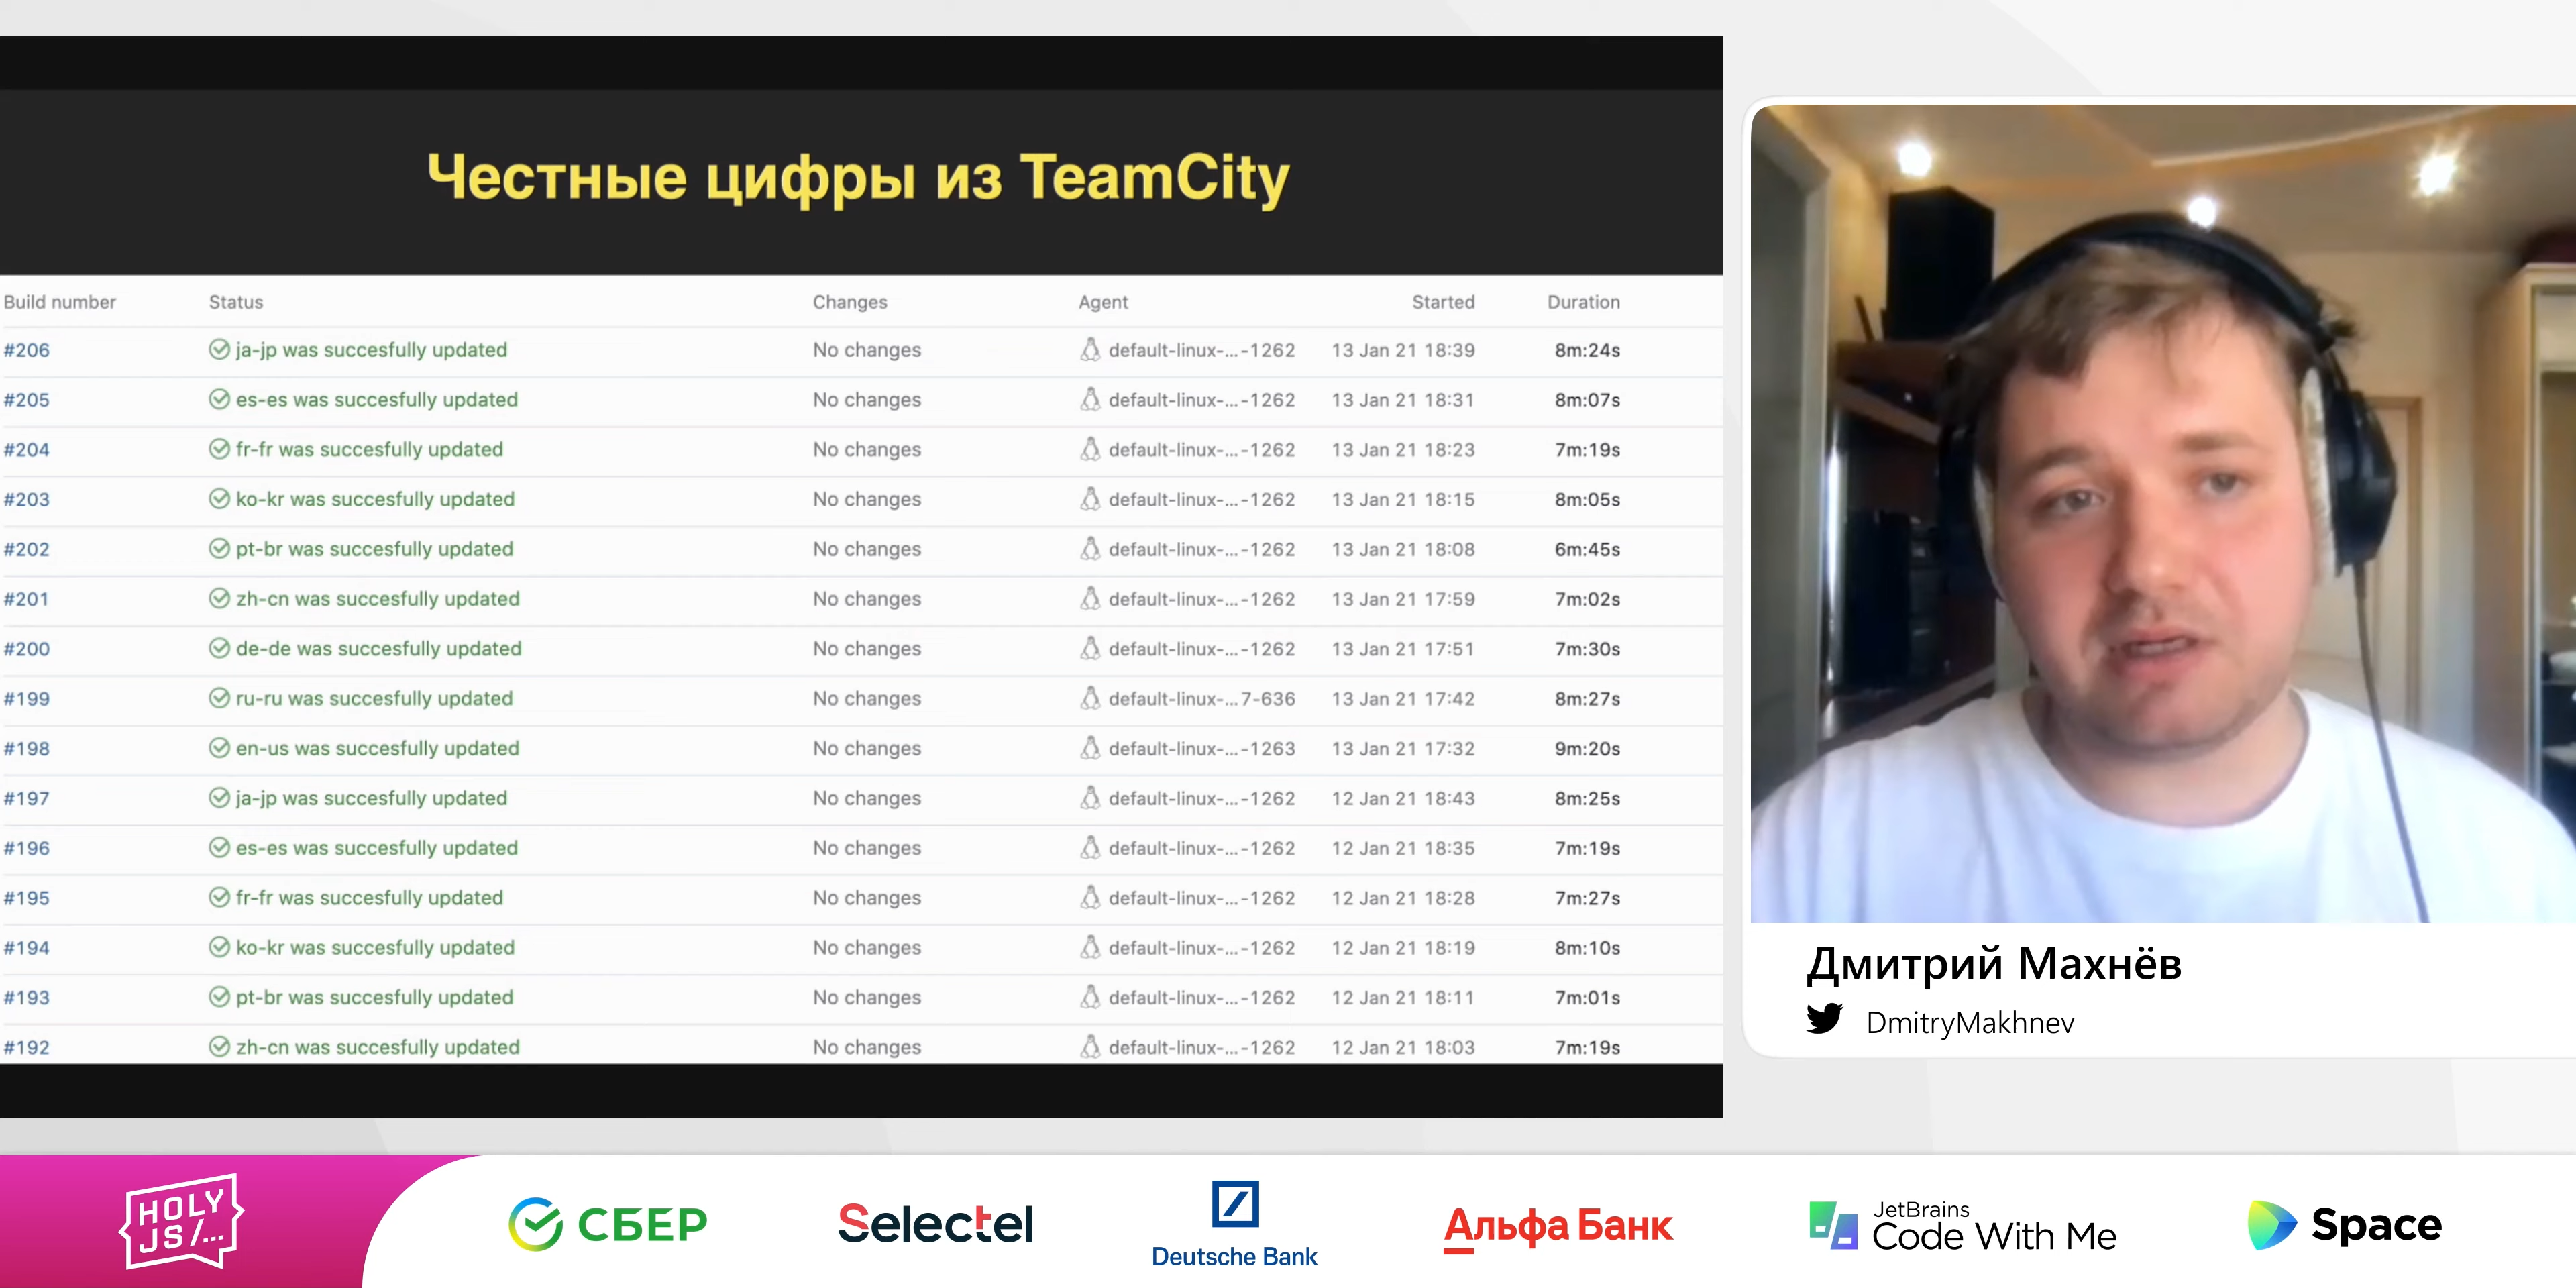 Честные цифры из TeamCity
Build number Status Changes Agent Started Duration
#206 ja-jp was succesfully updated No changes default-linux-...-1262 13 Jan 21 18:39 8m:24s
#205 es-es was succesfully updated No changes default-linux-...-1262 13 Jan 21 18:31 8m:07s
#204 fr-fr was succesfully updated No changes default-linux-...-1262 13 Jan 21 18:23 7m:19s
#203 ko-kr was succesfully updated No changes default-linux-...-1262 13 Jan 21 18:15 8m:05s
#202 pt-br was succesfully updated No changes default-linux-...-1262 13 Jan 21 18:08 6m:45s
#201 zh-cn was succesfully updated No changes default-linux-...-1262 13 Jan 21 17:59 7m:02s
#200 de-de was succesfully updated No changes default-linux-...-1262 13 Jan 21 17:51 7m:30s
#199 ru-ru was succesfully updated No changes default-linux-...7-636 13 Jan 21 17:42 8m:27s
#198 en-us was succesfully updated No changes default-linux-...-1263 13 Jan 21 17:32 9m:20s
#197 ja-jp was succesfully updated No changes default-linux-...-1262 12 Jan 21 18:43 8m:25s
#196 es-es was succesfully updated No changes default-linux-...-1262 12 Jan 21 18:35 7m:19s
#195 fr-fr was succesfully updated No changes default-linux-...-1262 12 Jan 21 18:28 7m:27s
#194 ko-kr was succesfully updated No changes default-linux-...-1262 12 Jan 21 18:19 8m:10s
#193 pt-br was succesfully updated No changes default-linux-...-1262 12 Jan 21 18:11 7m:01s
#192 zh-cn was succesfully updated No changes default-linux-...-1262 12 Jan 21 18:03 7m:19s
Дмитрий Махнёв
DmitryMakhnev
HOLY
JS/...
СБЕР
Selectel
Deutsche Bank
Альфа Банк
JetBrains
Code With Me
Space